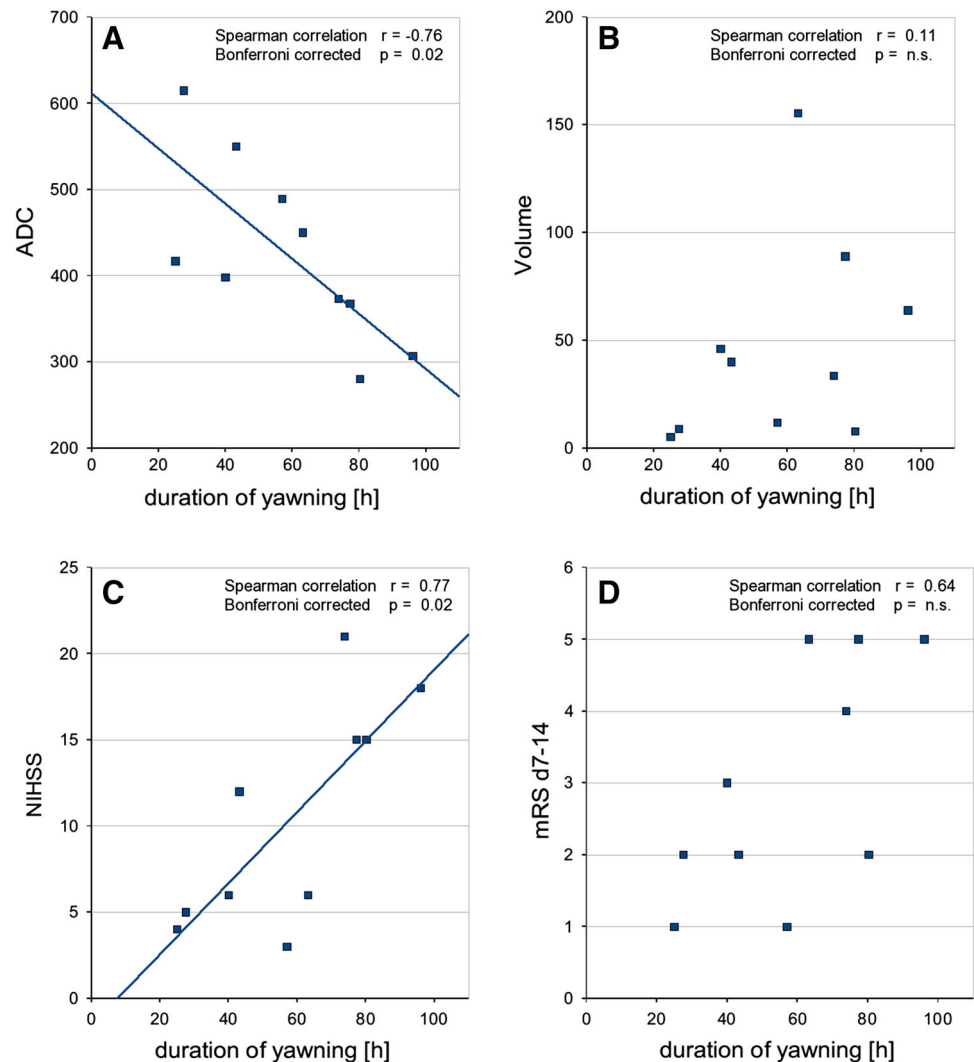 A
Spearman correlation r = -0.76
Bonferroni corrected p = 0.02
700
600
500
400
300
200
ADC
0 20 40 60 80 100
duration of yawning [h]
B
Spearman correlation r = 0.11
Bonferroni corrected p = n.s.
200
150
100
50
0
Volume
0 20 40 60 80 100
duration of yawning [h]
C
Spearman correlation r = 0.77
Bonferroni corrected p = 0.02
25
20
15
10
5
0
NIHSS
0 20 40 60 80 100
duration of yawning [h]
D
Spearman correlation r = 0.64
Bonferroni corrected p = n.s.
6
5
4
3
2
1
0
mRS d7-14
0 20 40 60 80 100
duration of yawning [h]